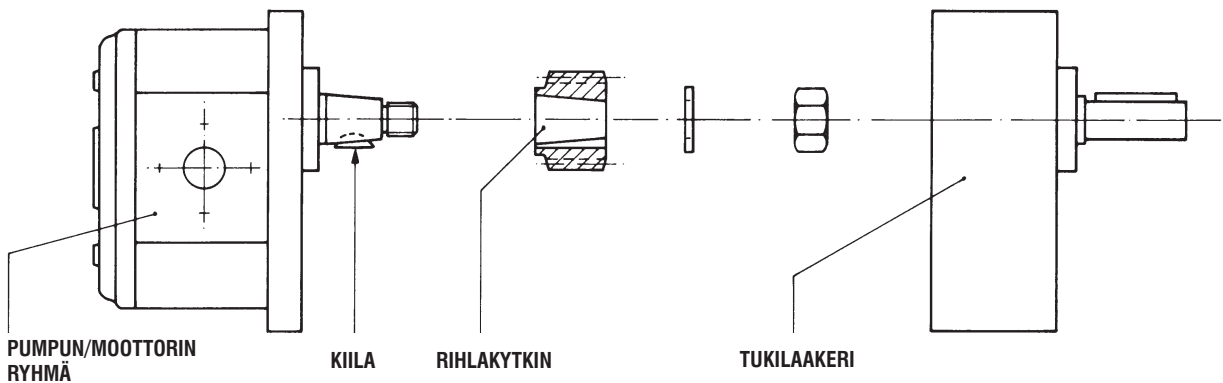 PUMPUN/MOOTTORIN
RYHMÄ
KIILA
RIHLAKYTKIN
TUKILAAKERI